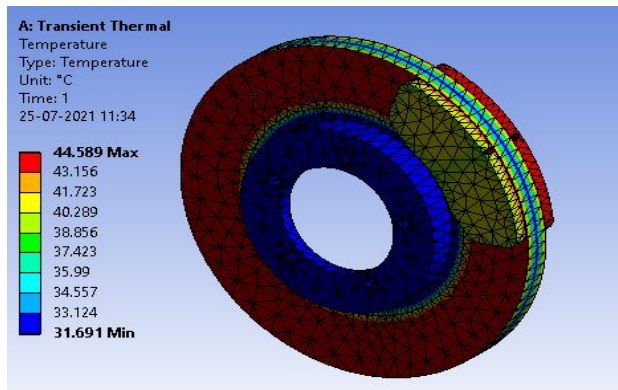 A: Transient Thermal
Temperature
Type: Temperature
Unit: °C
Time: 1
25-07-2021 11:34
44.589 Max
43.156
41.723
40.289
38.856
37.423
35.99
34.557
33.124
31.691 Min